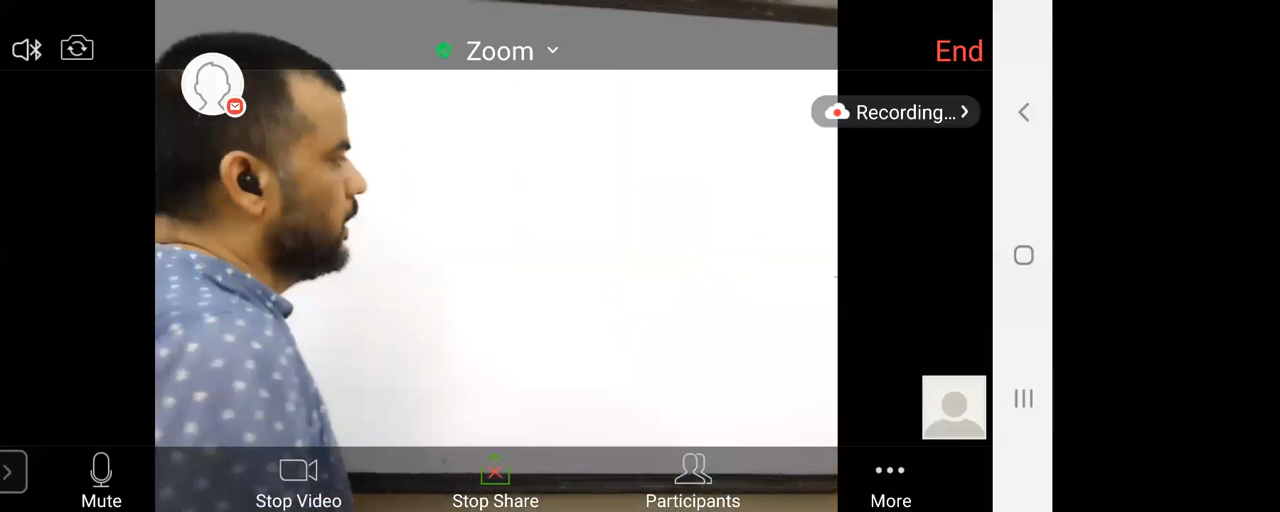 Zoom
End
Recording...
Mute
Stop Video
Stop Share
Participants
More